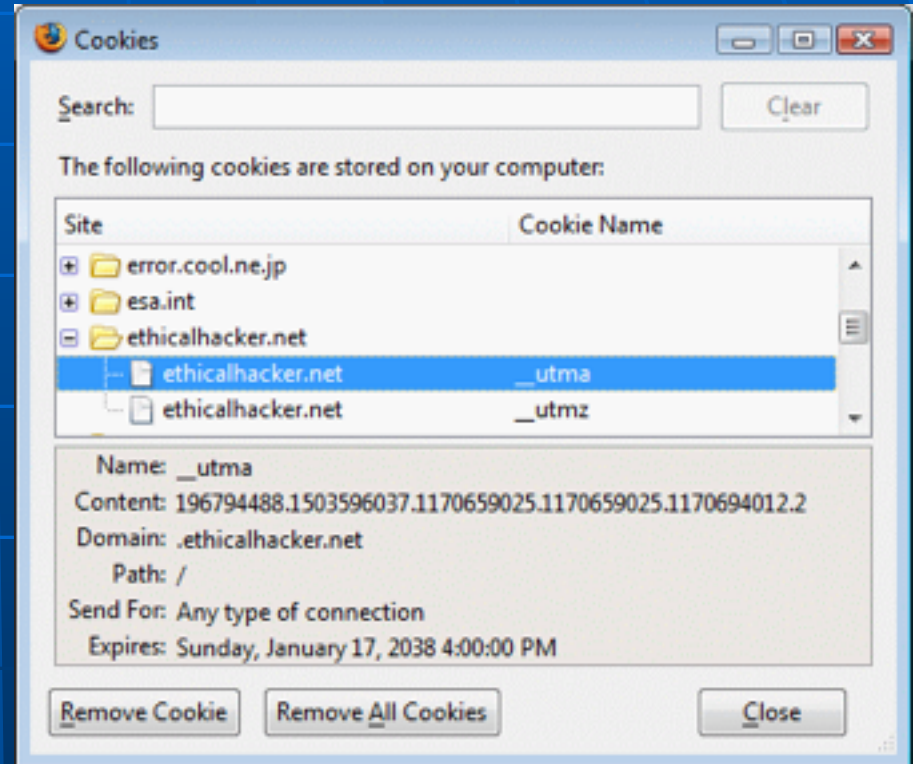 Cookies
Search:
Clear
The following cookies are stored on your computer:
Site Cookie Name
error.cool.ne.jp
esa.int
ethicalhacker.net
ethicalhacker.net __utma
ethicalhacker.net __utmz
Name: __utma
Content: 196794488.1503596037.1170659025.1170659025.1170694012.2
Domain: .ethicalhacker.net
Path: /
Send For: Any type of connection
Expires: Sunday, January 17, 2038 4:00:00 PM
Remove Cookie Remove All Cookies Close